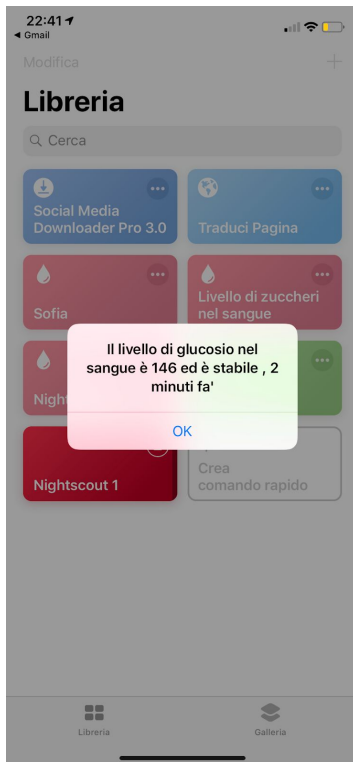 22:41
Gmail
Modifica
Libreria
Cerca
Social Media
Downloader Pro 3.0
Traduci Pagina
Sofia
Livello di zuccheri
nel sangue
Il livello di glucosio nel
sangue è 146 ed è stabile , 2
minuti fa'
OK
Nightscout 1
Crea
comando rapido
Libreria
Galleria